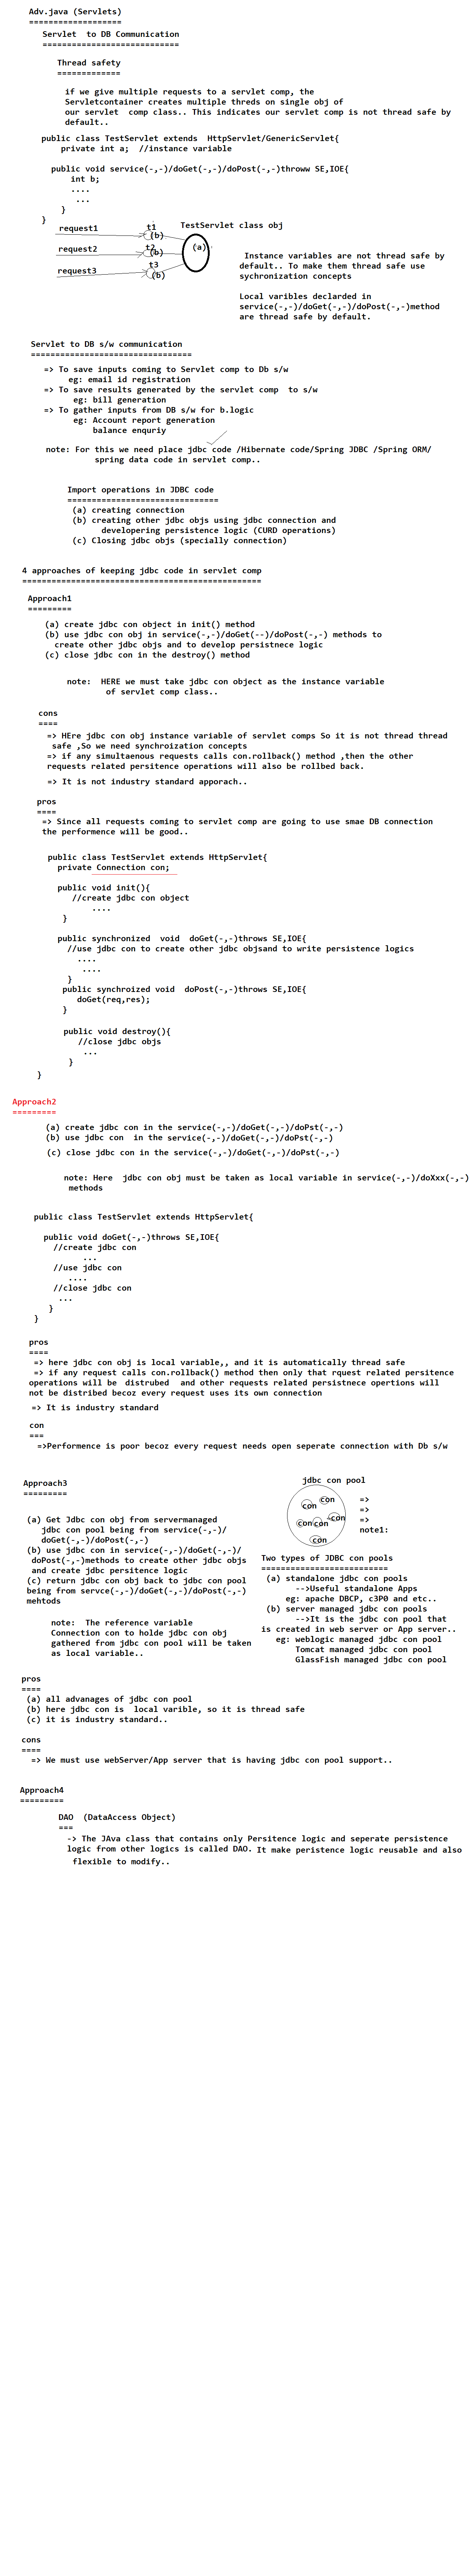 Adv.java (Servlets)
===================
Servlet  to DB Communication
============================
Thread safety
=============
if we give multiple requests to a servlet comp, the
Servletcontainer creates multiple threds on single obj of
our servlet  comp class.. This indicates our servlet comp is not thread safe by
default..
public class TestServlet extends  HttpServlet/GenericServlet{
private int a;  //instance variable
public void service(-,-)/doGet(-,-)/doPost(-,-)throww SE,IOE{
int b;
....
...
}
}
request1
t1
(b)
TestServlet class obj
request2
t2
(b)
(a)
request3
t3
(b)
Instance variables are not thread safe by
default.. To make them thread safe use
sychronization concepts
Local varibles declarded in
service(-,-)/doGet(-,-)/doPost(-,-)method
are thread safe by default.
Servlet to DB s/w communication
=================================
=> To save inputs coming to Servlet comp to Db s/w
eg: email id registration
=> To save results generated by the servlet comp  to s/w
eg: bill generation
=> To gather inputs from DB s/w for b.logic
eg: Account report generation
balance enquriy
note: For this we need place jdbc code /Hibernate code/Spring JDBC /Spring ORM/
spring data code in servlet comp..
Import operations in JDBC code
===============================
(a) creating connection
(b) creating other jdbc objs using jdbc connection and
developering persistence logic (CURD operations)
(c) Closing jdbc objs (specially connection)
4 approaches of keeping jdbc code in servlet comp
=================================================
Approach1
=========
(a) create jdbc con object in init() method
(b) use jdbc con obj in service(-,-)/doGet(--)/doPost(-,-) methods to
create other jdbc objs and to develop persistnece logic
(c) close jdbc con in the destroy() method
note:  HERE we must take jdbc con object as the instance variable
of servlet comp class..
cons
====
=> HEre jdbc con obj instance variable of servlet comps So it is not thread thread
safe ,So we need synchroization concepts
=> if any simultaenous requests calls con.rollback() method ,then the other
requests related persitence operations will also be rollbed back.
=> It is not industry standard apporach..
pros
====
=> Since all requests coming to servlet comp are going to use smae DB connection
the performence will be good..
public class TestServlet extends HttpServlet{
private Connection con;
public void init(){
//create jdbc con object
....
}
public synchronized  void  doGet(-,-)throws SE,IOE{
//use jdbc con to create other jdbc objsand to write persistence logics
....
....
}
public synchroized void  doPost(-,-)throws SE,IOE{
doGet(req,res);
}
public void destroy(){
//close jdbc objs
...
}
}
Approach2
=========
(a) create jdbc con in the service(-,-)/doGet(-,-)/doPst(-,-)
(b) use jdbc con  in the service(-,-)/doGet(-,-)/doPst(-,-)
(c) close jdbc con in the service(-,-)/doGet(-,-)/doPst(-,-)
note: Here  jdbc con obj must be taken as local variable in service(-,-)/doXxx(-,-)
methods
public class TestServlet extends HttpServlet{
public void doGet(-,-)throws SE,IOE{
//create jdbc con
...
//use jdbc con
....
//close jdbc con
...
}
}
pros
====
=> here jdbc con obj is local variable,, and it is automatically thread safe
=> if any request calls con.rollback() method then only that rquest related persitence
operations will be  distrubed  and other requests related persistnece opertions will
not be distribed becoz every request uses its own connection
=> It is industry standard
con
===
=>Performence is poor becoz every request needs open seperate connection with Db s/w
Approach3
=========
(a) Get Jdbc con obj from servermanaged
jdbc con pool being from service(-,-)/
doGet(-,-)/doPost(-,-)
(b) use jdbc con in service(-,-)/doGet(-,-)/
doPost(-,-)methods to create other jdbc objs
and create jdbc persitence logic
(c) return jdbc con obj back to jdbc con pool
being from servce(-,-)/doGet(-,-)/doPost(-,-)
mehtods
note:  The reference variable
Connection con to holde jdbc con obj
gathered from jdbc con pool will be taken
as local variable..
jdbc con pool
con
con
con
con
con
con
=>
=>
=>
note1:
Two types of JDBC con pools
==========================
(a) standalone jdbc con pools
-->Useful standalone Apps
eg: apache DBCP, c3P0 and etc..
(b) server managed jdbc con pools
-->It is the jdbc con pool that
is created in web server or App server..
eg: weblogic managed jdbc con pool
Tomcat managed jdbc con pool
GlassFish managed jdbc con pool
pros
====
(a) all advanages of jdbc con pool
(b) here jdbc con is  local varible, so it is thread safe
(c) it is industry standard..
cons
====
=> We must use webServer/App server that is having jdbc con pool support..
Approach4
=========
DAO  (DataAccess Object)
===
-> The JAva class that contains only Persitence logic and seperate persistence
logic from other logics is called DAO. It make peristence logic reusable and also
flexible to modify..